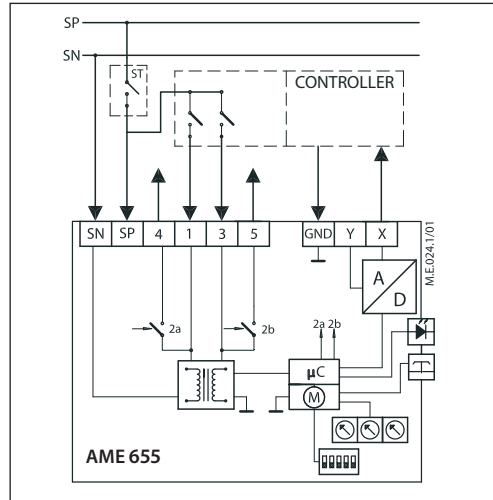 SP
SN
ST
CONTROLLER
SN SP 4 1 3 5 GND Y X
M.E.024.1/01
A
D
2a 2b
2a 2b
µC
M
AME 655